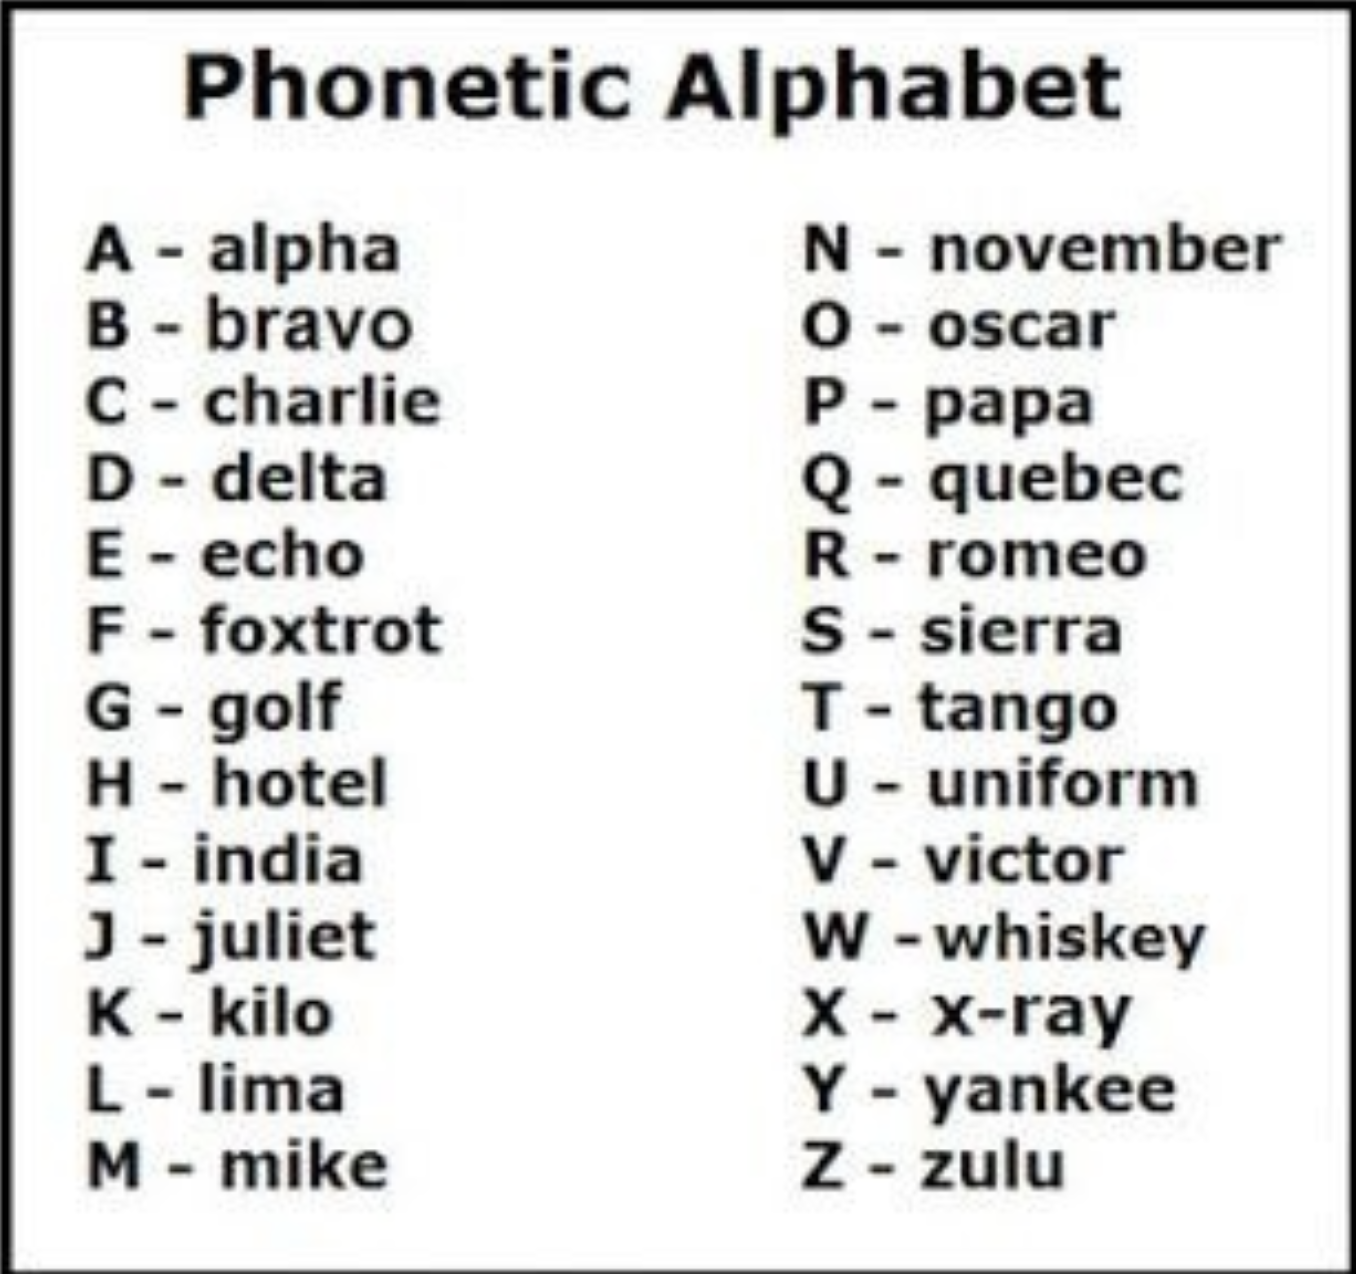 Phonetic Alphabet
A - alpha
B - bravo
C - charlie
D - delta
E - echo
F - foxtrot
G - golf
H - hotel
I - india
J - juliet
K - kilo
L - lima
M - mike
N - november
O - oscar
P - papa
Q - quebec
R - romeo
S - sierra
T - tango
U - uniform
V - victor
W - whiskey
X - x-ray
Y - yankee
Z - zulu